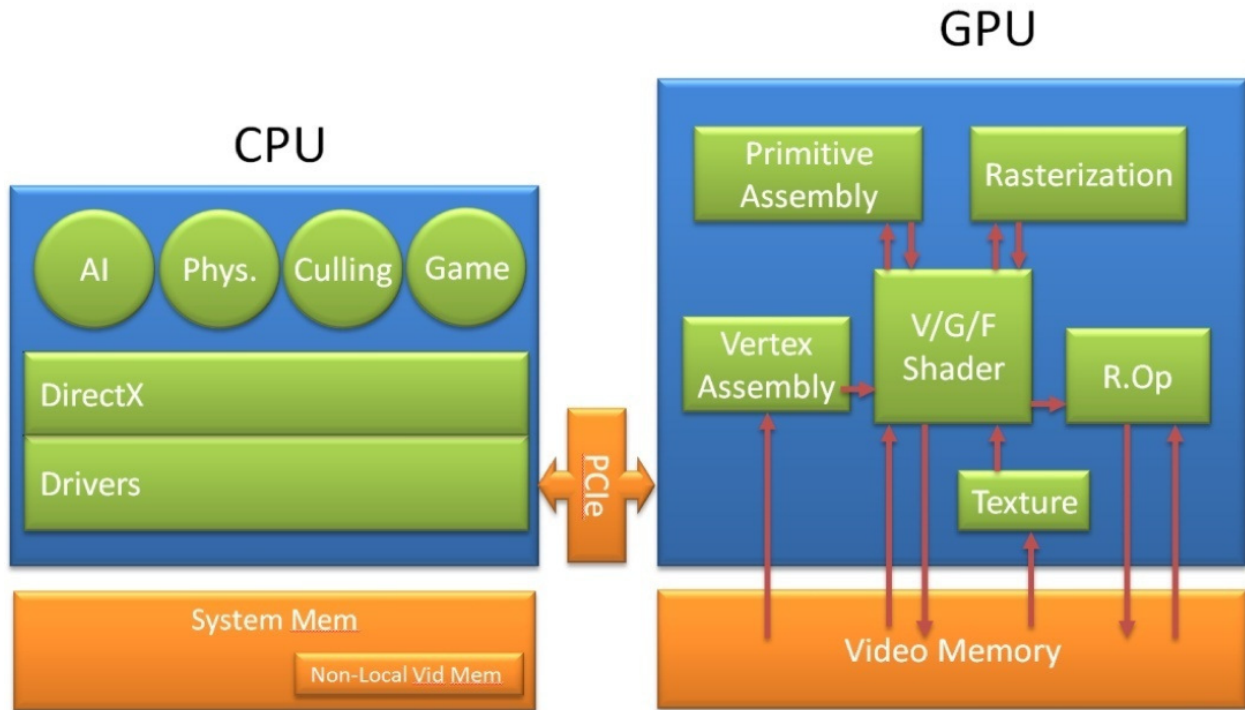 GPU
CPU
AI
Phys.
Culling
Game
DirectX
Drivers
PCIe
System Mem
Non-Local Vid Mem
Primitive
Assembly
Rasterization
Vertex
Assembly
V/G/F
Shader
R.Op
Texture
Video Memory